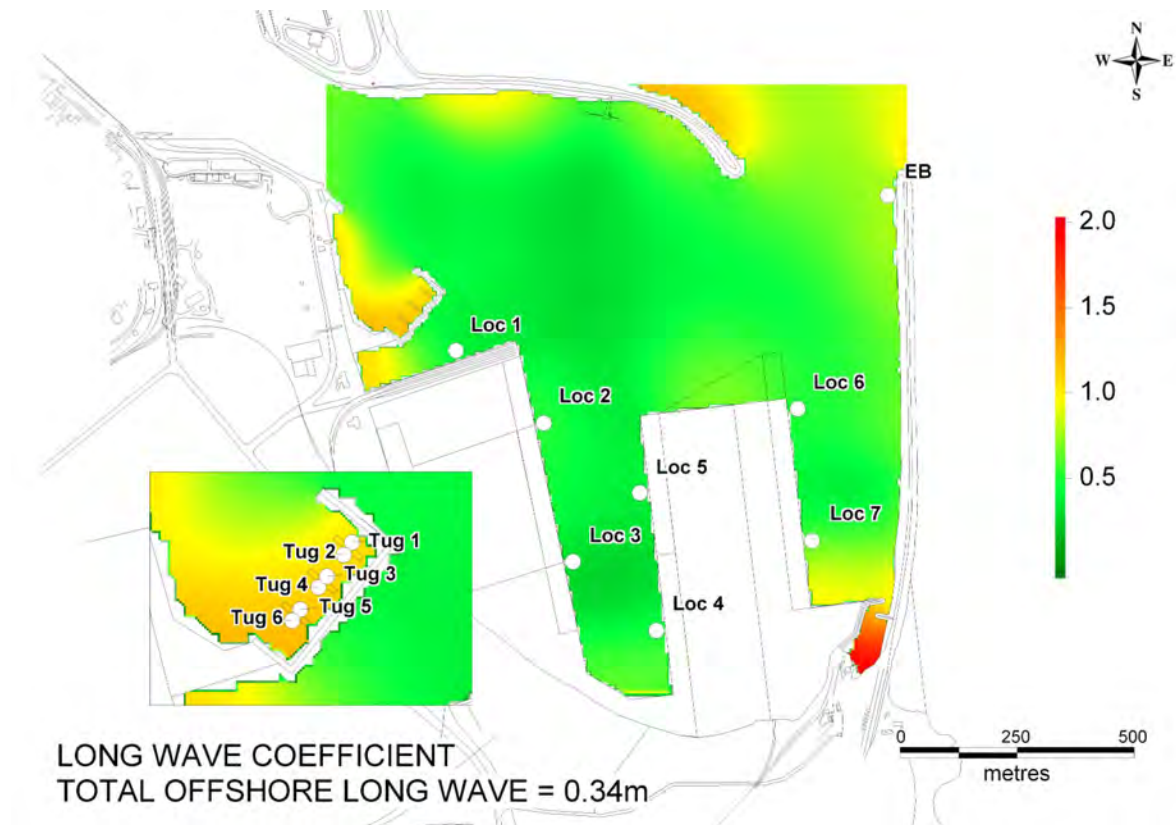 N
W E
S
EB
2.0
1.5
1.0
0.5
Loc 1
Loc 2
Loc 6
Loc 5
Loc 7
Loc 3
Loc 4
Tug 1
Tug 2
Tug 3
Tug 4
Tug 5
Tug 6
0 250 500
metres
LONG WAVE COEFFICIENT
TOTAL OFFSHORE LONG WAVE = 0.34m